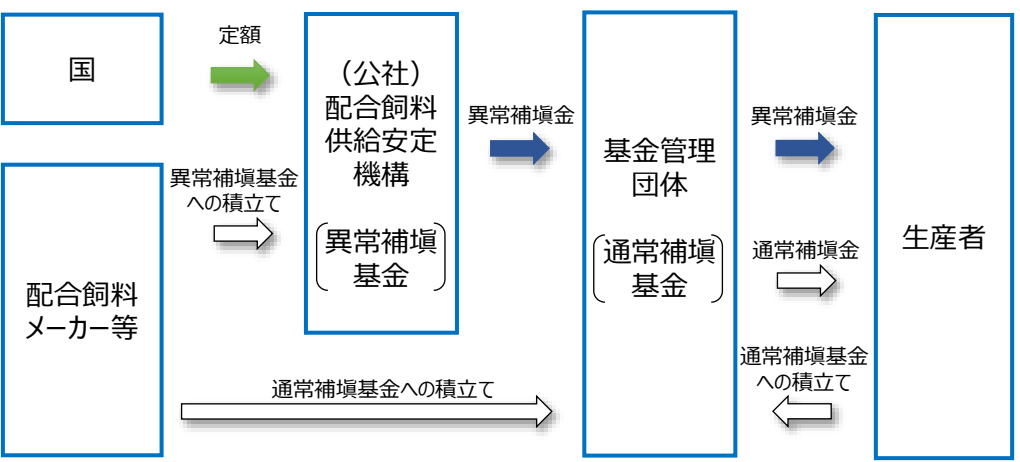 国
定額
（公社）
配合飼料
供給安定
機構
異常補塡
基金
異常補塡金
基金管理
団体
通常補塡
基金
異常補塡金
生産者
異常補塡基金
への積立て
配合飼料
メーカー等
通常補塡金
通常補塡基金
への積立て
通常補塡基金への積立て